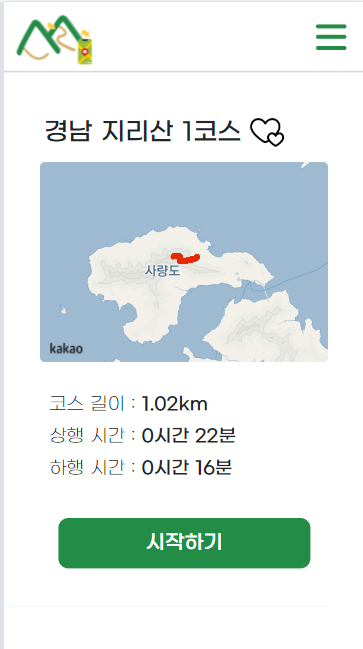 경남 지리산 1코스
사량도
kakao
코스 길이 : 1.02km
상행 시간 : 0시간 22분
하행 시간 : 0시간 16분
시작하기